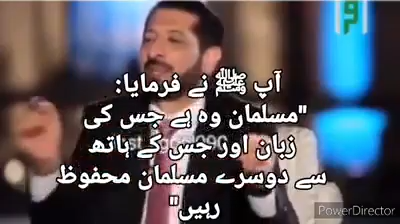 آپ ﷺ نے فرمایا:
"مسلمان وہ ہے جس کی
زبان اور جس کے ہاتھ
سے دوسرے مسلمان محفوظ
رہیں"
PowerDirector